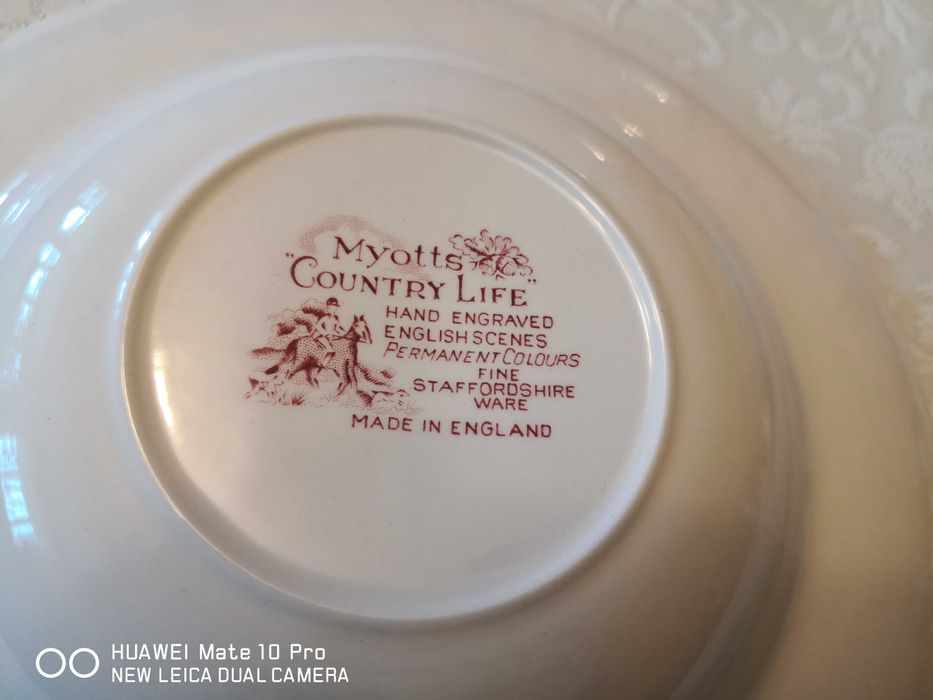 Myotts
"COUNTRY LIFE"
HAND ENGRAVED
ENGLISH SCENES
PERMANENT COLOURS
FINE
STAFFORDSHIRE
WARE
MADE IN ENGLAND
HUAWEI Mate 10 Pro
NEW LEICA DUAL CAMERA